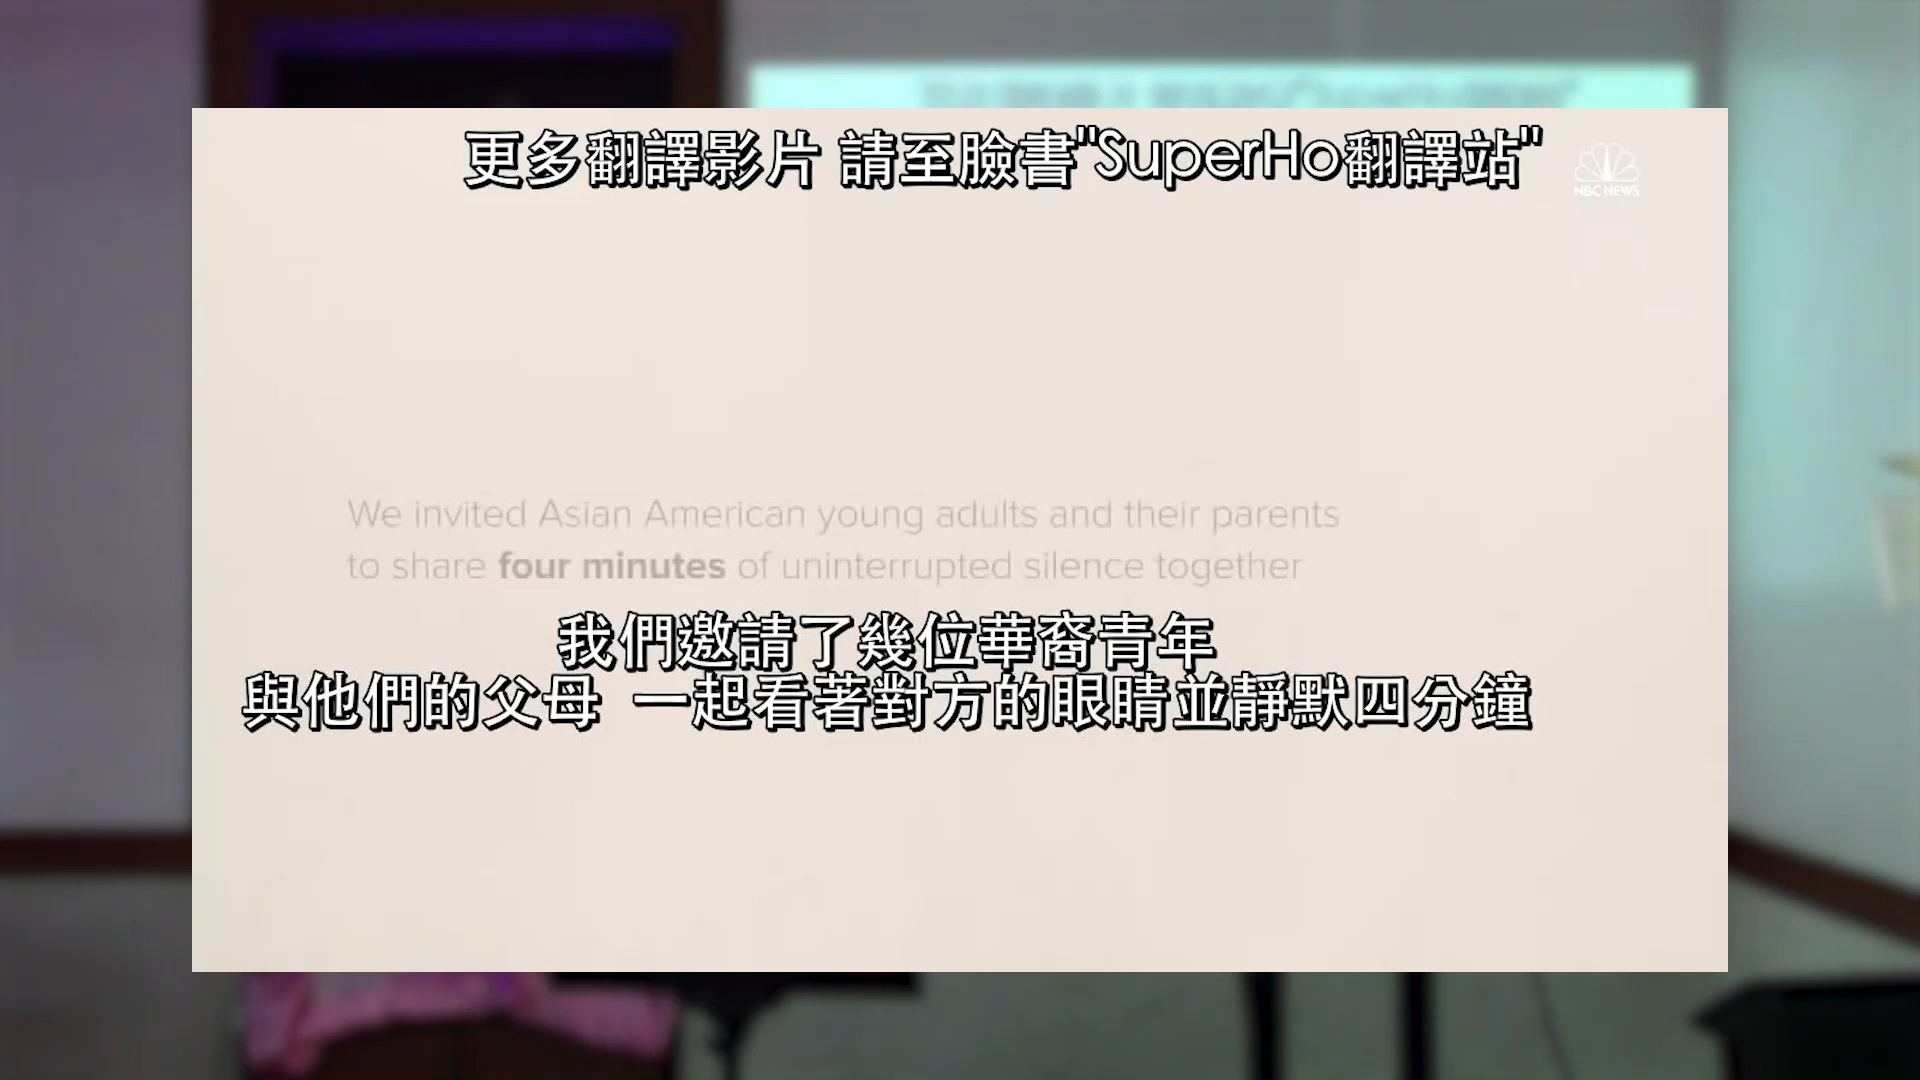 更多翻譯影片 請至臉書"SuperHo翻譯站"
NBC NEWS
We invited Asian American young adults and their parents
to share four minutes of uninterrupted silence together
我們邀請了幾位華裔青年
與他們的父母 一起看著對方的眼睛並靜默四分鐘